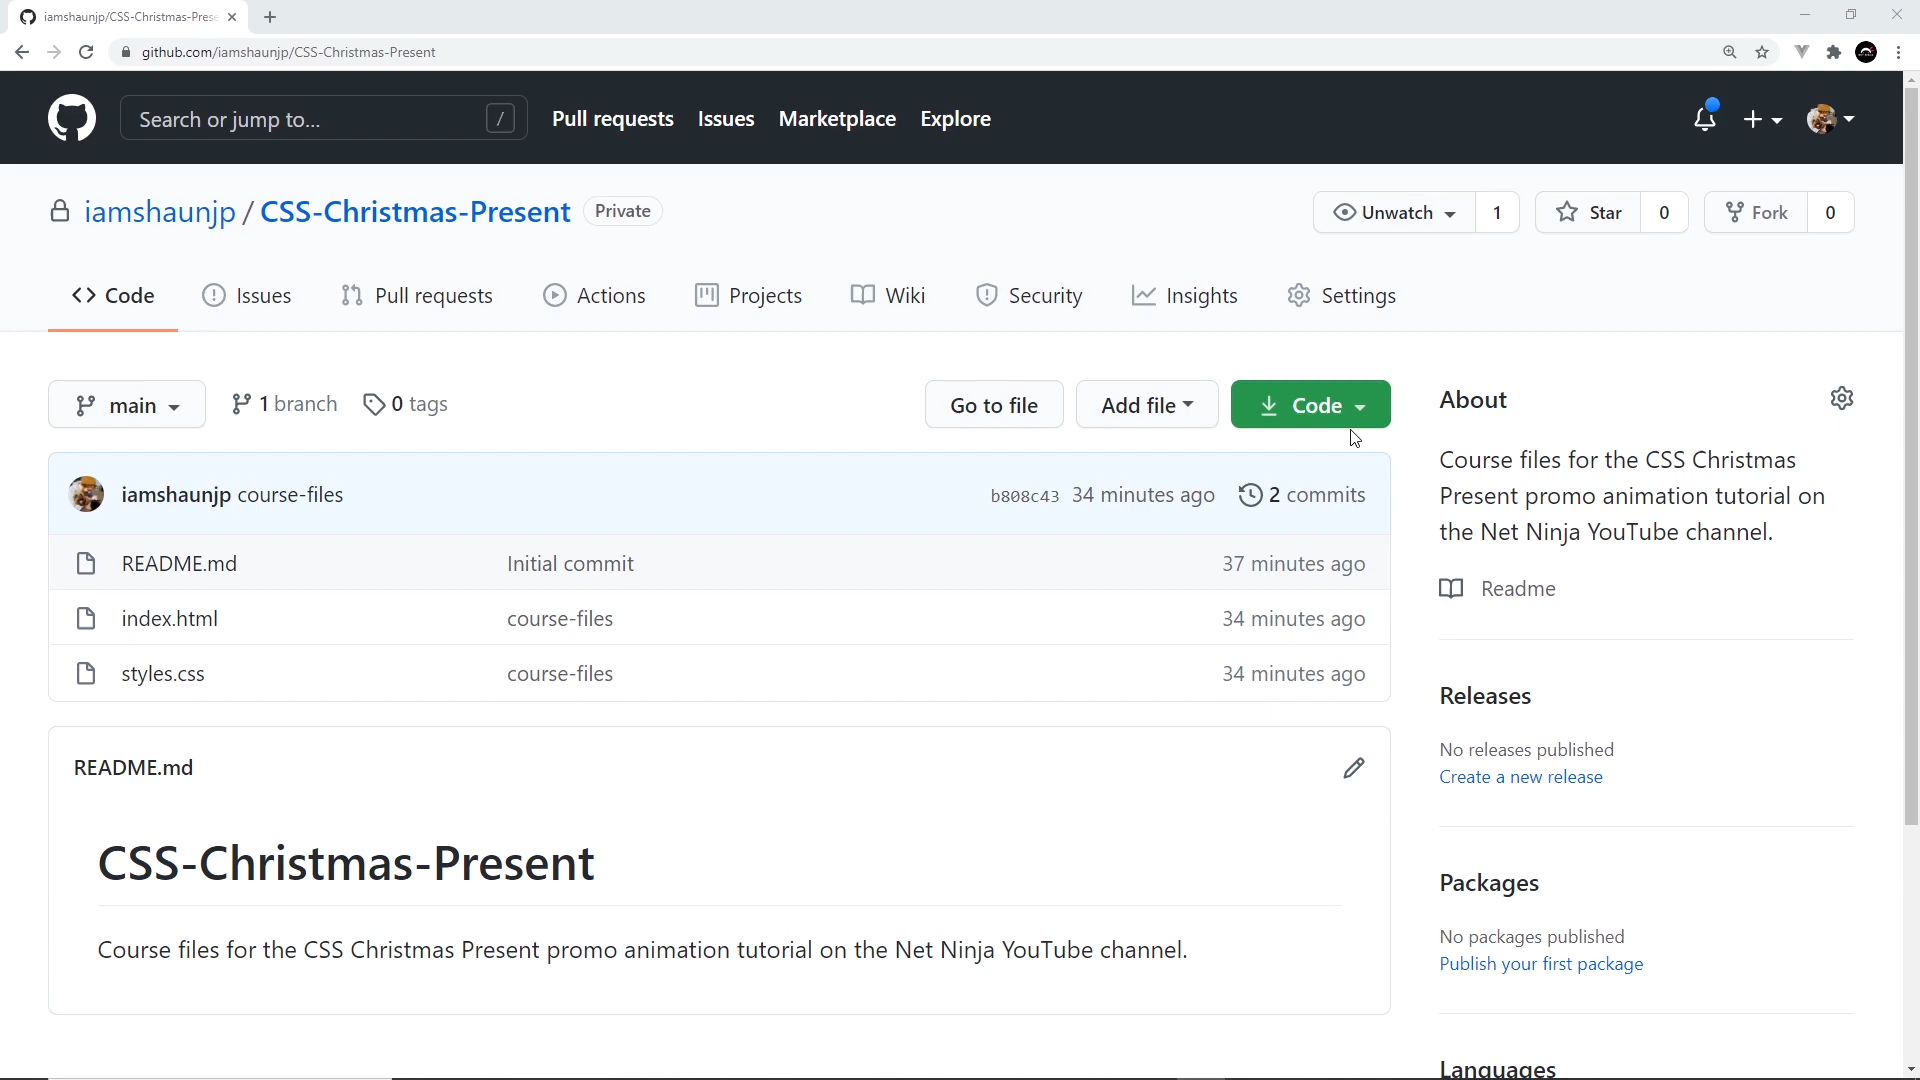 iamshaunjp/CSS-Christmas-Prese
github.com/iamshaunjp/CSS-Christmas-Present
Search or jump to... /
Pull requests Issues Marketplace Explore
iamshaunjp / CSS-Christmas-Present Private
Unwatch 1 Star 0 Fork 0
Code Issues Pull requests Actions Projects Wiki Security Insights Settings
main 1 branch 0 tags Go to file Add file Code
iamshaunjp course-files b808c43 34 minutes ago 2 commits
README.md Initial commit 37 minutes ago
index.html course-files 34 minutes ago
styles.css course-files 34 minutes ago
README.md
CSS-Christmas-Present
Course files for the CSS Christmas Present promo animation tutorial on the Net Ninja YouTube channel.
About
Course files for the CSS Christmas
Present promo animation tutorial on
the Net Ninja YouTube channel.
Readme
Releases
No releases published
Create a new release
Packages
No packages published
Publish your first package
Languages